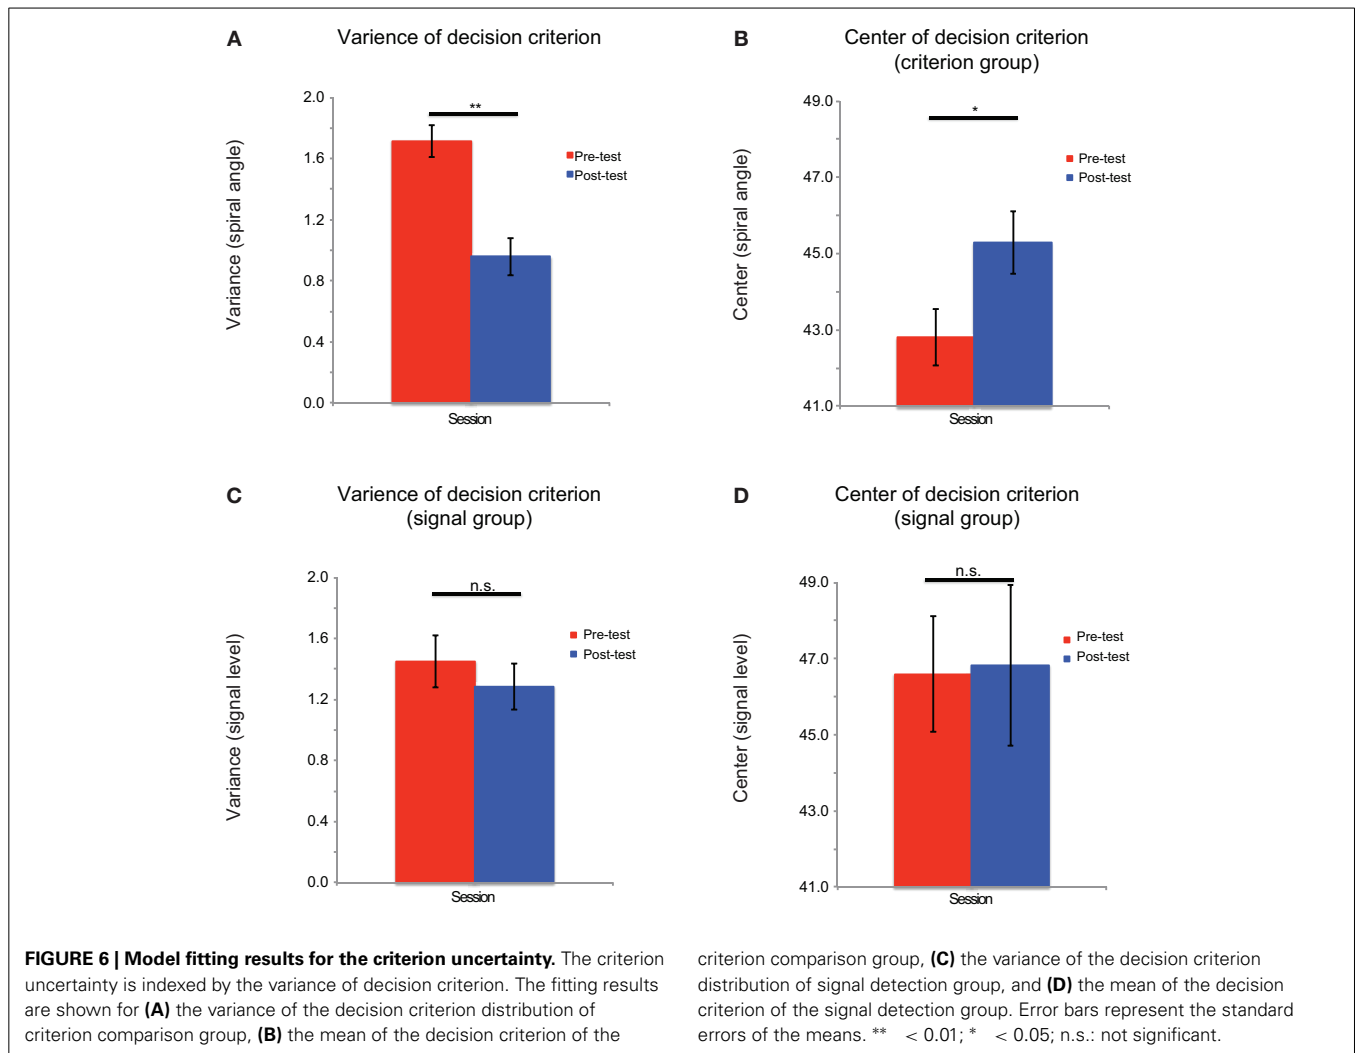 A
Varience of decision criterion
2.0
1.6
1.2
0.8
0.4
0.0
Variance (spiral angle)
**
Pre-test
Post-test
Session
B
Center of decision criterion
(criterion group)
49.0
47.0
45.0
43.0
41.0
Center (spiral angle)
*
Pre-test
Post-test
Session
C
Varience of decision criterion
(signal group)
2.0
1.6
1.2
0.8
0.4
0.0
Variance (signal level)
n.s.
Pre-test
Post-test
Session
D
Center of decision criterion
(signal group)
49.0
47.0
45.0
43.0
41.0
Center (signal level)
n.s.
Pre-test
Post-test
Session
FIGURE 6 | Model fitting results for the criterion uncertainty. The criterion
uncertainty is indexed by the variance of decision criterion. The fitting results
are shown for (A) the variance of the decision criterion distribution of
criterion comparison group, (B) the mean of the decision criterion of the
criterion comparison group, (C) the variance of the decision criterion
distribution of signal detection group, and (D) the mean of the decision
criterion of the signal detection group. Error bars represent the standard
errors of the means. ** < 0.01; * < 0.05; n.s.: not significant.